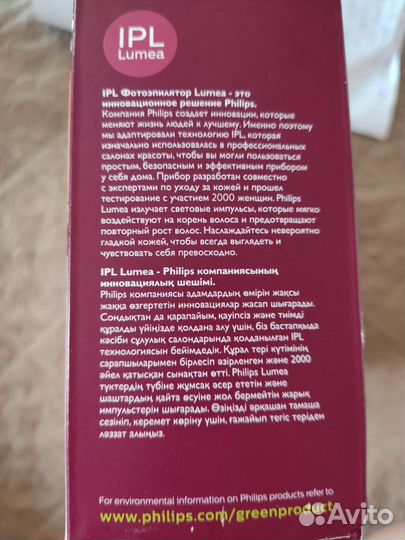 IPL
Lumea
IPL Фотоэпилятор Lumea - это
инновационное решение Philips.
Компания Philips создает инновации, которые
меняют жизнь людей к лучшему. Именно поэтому
мы адаптировали технологию IPL, которая
изначально использовалась в профессиональных
салонах красоты, чтобы вы могли пользоваться
простым, безопасным и эффективным прибором
у себя дома. Прибор разработан совместно
с экспертами по уходу за кожей и прошел
тестирование с участием 2000 женщин. Philips
Lumea излучает световые импульсы, которые мягко
воздействуют на корень волоса и предотвращают
повторный рост волос. Наслаждайтесь невероятно
гладкой кожей, чтобы всегда выглядеть и
чувствовать себя превосходно.
IPL Lumea - Philips компаниясының
инновациялық шешімі.
Philips компаниясы адамдардың өмірін жақсы
жаққа өзгертетін инновациялар жасап шығарады.
Сондықтан да қарапайым, қауіпсіз және тиімді
құралды үйіңізде қолдана алу үшін, біз бастапқыда
кәсіби сұлулық салондарында қолданылған IPL
технологиясын бейімдедік. Құрал тері күтімінің
сарапшыларымен бірлесіп әзірленген және 2000
әйел қатысқан сынақтан өтті. Philips Lumea
түктердің түбіне жұмсақ әсер ететін және
шаштардың қайта өсуіне жол бермейтін жарық
импульстерін шығарады. Өзіңізді әрқашан тамаша
сезініп, керемет көріну үшін, ғажайып тегіс теріден
ләззат алыңыз.
For environmental information on Philips products refer to
www.philips.com/greenproduct
Avito